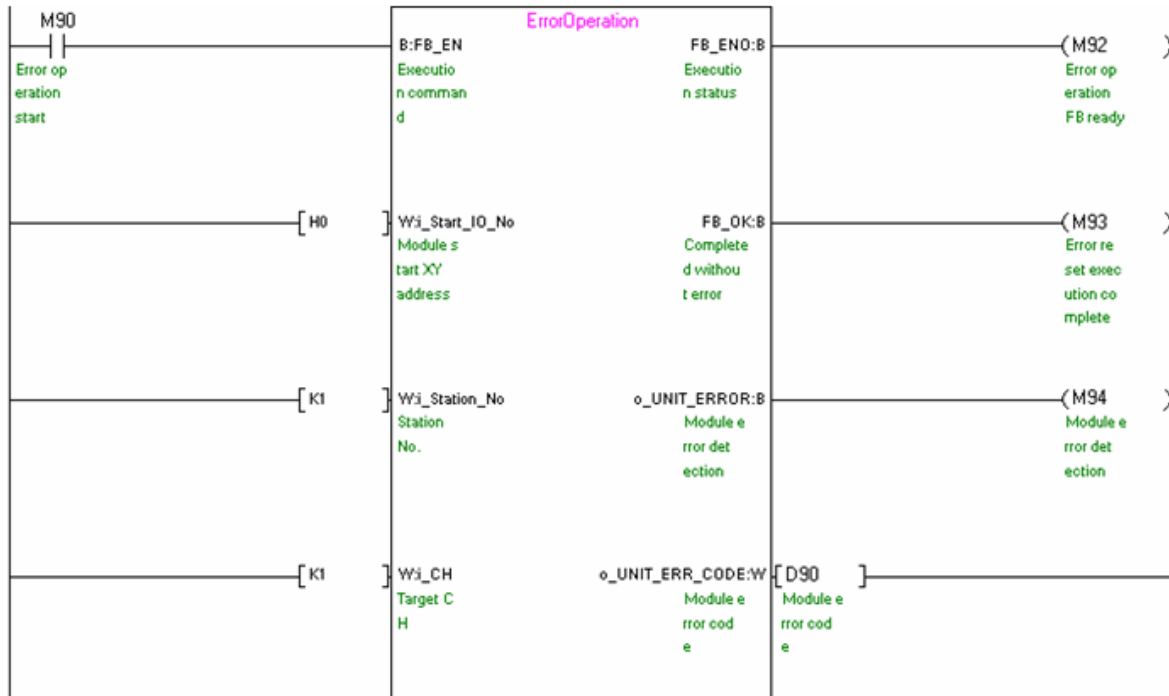 M90
ErrorOperation
B:FB_EN
FB_ENO:B
M92
Error op
eration
start
Executio
n comman
d
Executio
n status
Error op
eration
FB ready
H0
W:i_Start_IO_No
FB_OK:B
M93
Module s
tart XY
address
Complete
d withou
t error
Error re
set exec
ution co
mplete
K1
W:i_Station_No
o_UNIT_ERROR:B
M94
Station
No.
Module e
rror det
ection
Module e
rror det
ection
K1
W:i_CH
o_UNIT_ERR_CODE:W
D90
Target C
H
Module e
rror cod
e
Module e
rror cod
e